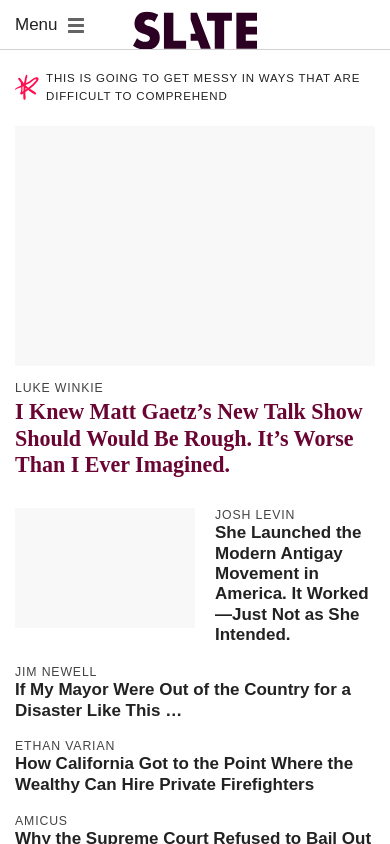 Menu
SLATE
THIS IS GOING TO GET MESSY IN WAYS THAT ARE
DIFFICULT TO COMPREHEND
LUKE WINKIE
I Knew Matt Gaetz’s New Talk Show
Should Would Be Rough. It’s Worse
Than I Ever Imagined.
JOSH LEVIN
She Launched the
Modern Antigay
Movement in
America. It Worked
—Just Not as She
Intended.
JIM NEWELL
If My Mayor Were Out of the Country for a
Disaster Like This …
ETHAN VARIAN
How California Got to the Point Where the
Wealthy Can Hire Private Firefighters
AMICUS
Why the Supreme Court Refused to Bail Out